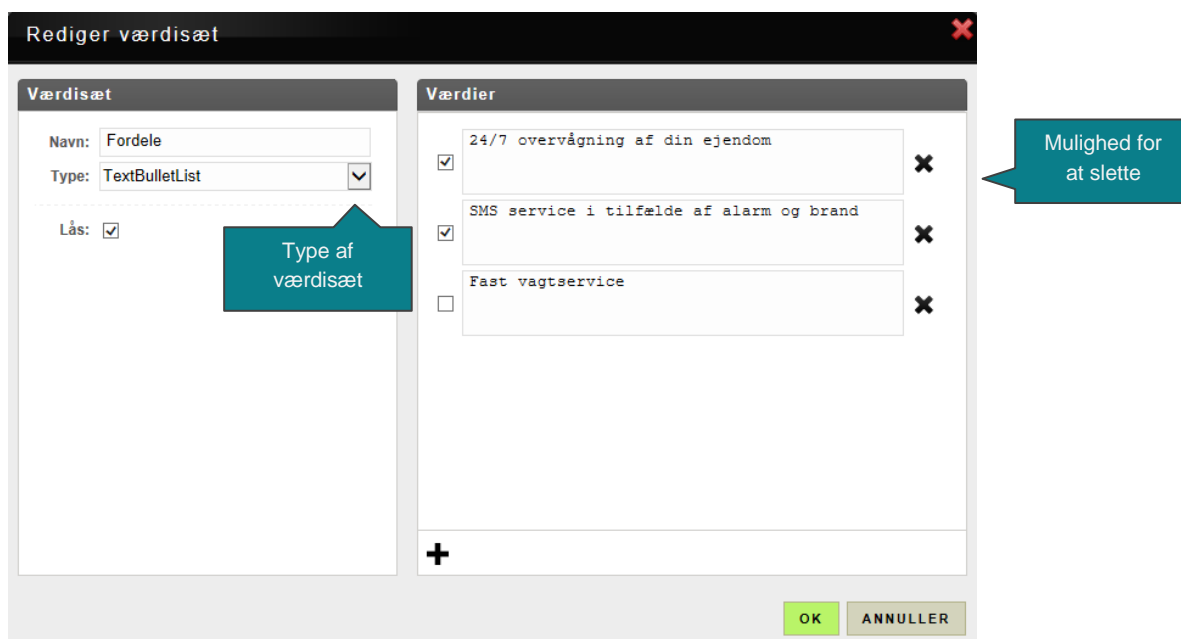 Rediger værdisæt
Værdisæt
Navn: Fordele
Type: TextBulletList
Lås:
Type af
værdisæt
Værdier
24/7 overvågning af din ejendom
SMS service i tilfælde af alarm og brand
Fast vagtservice
Mulighed for
at slette
OK ANNULLER